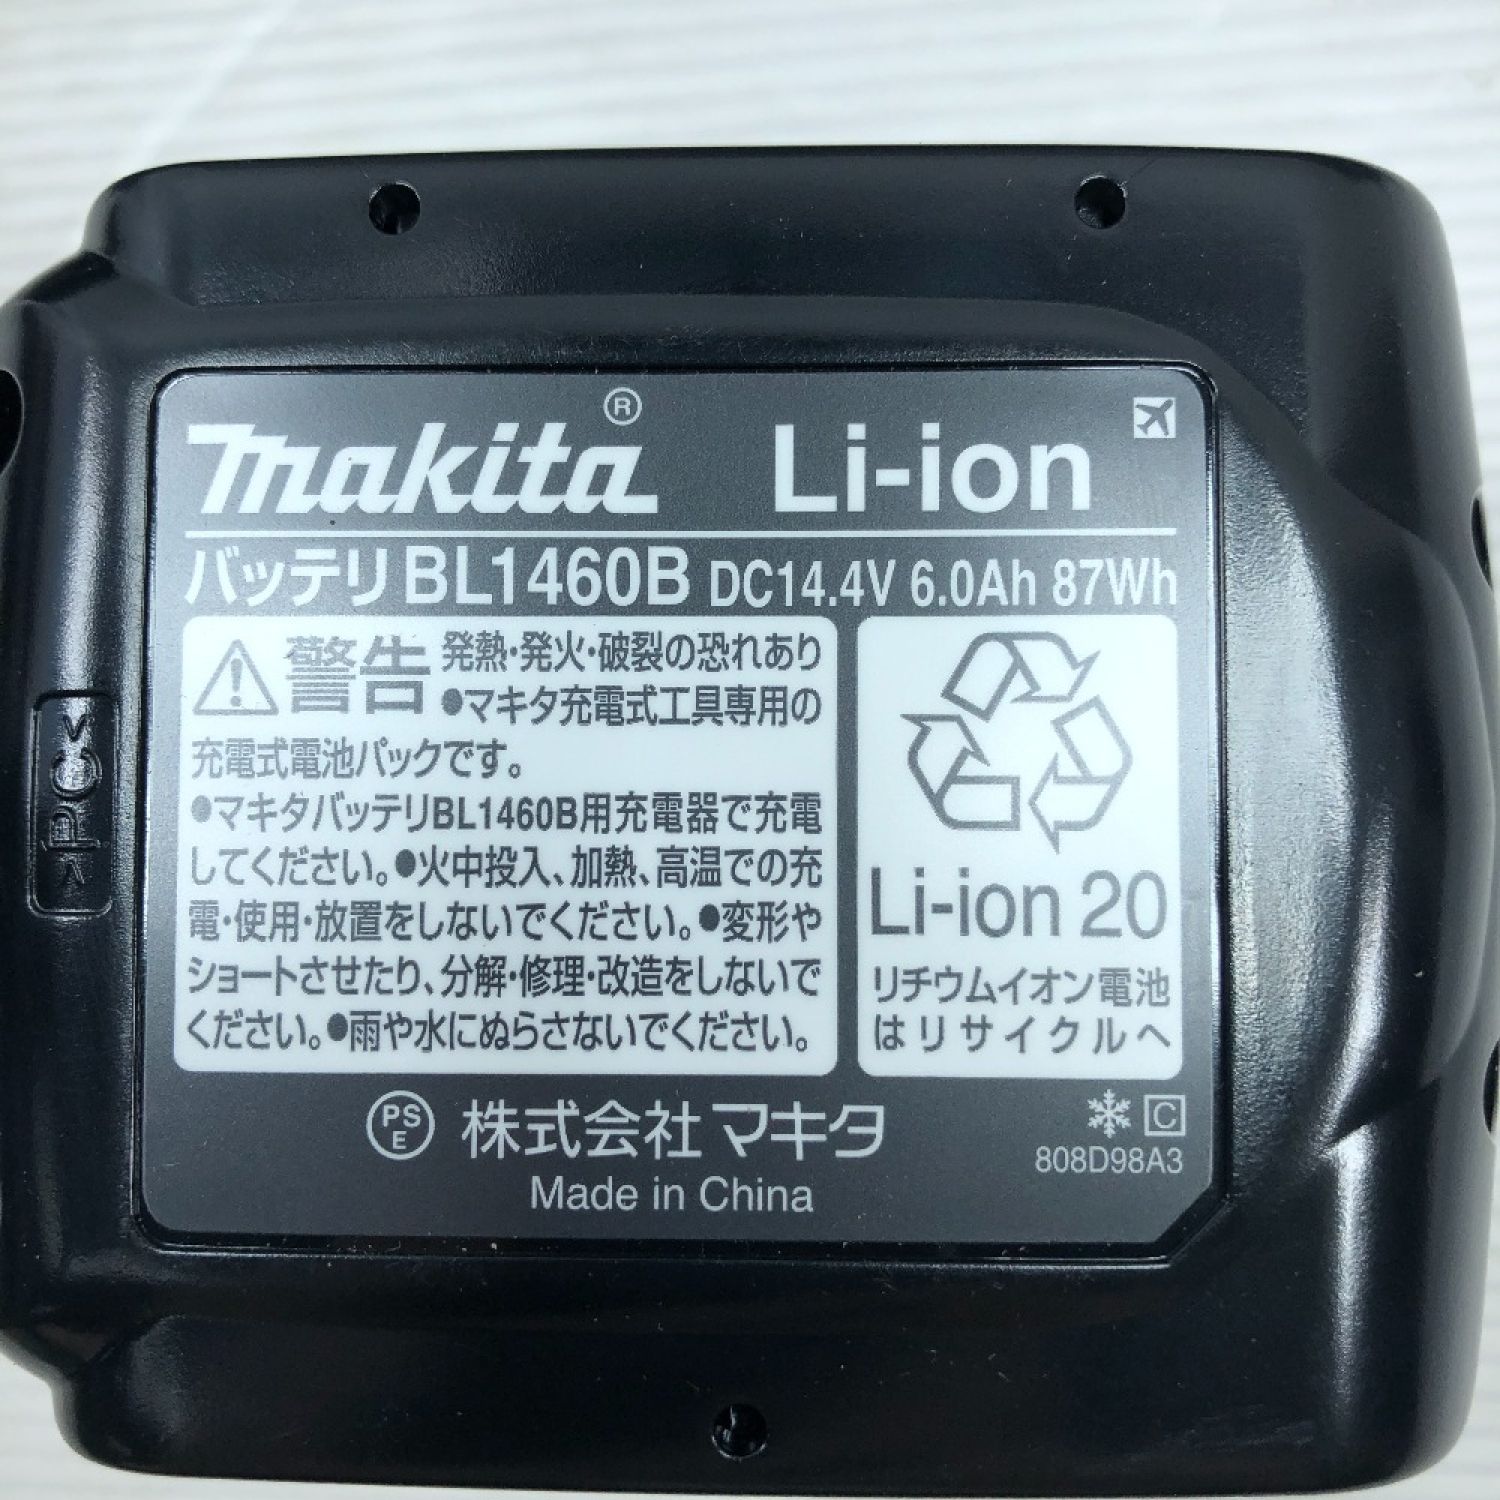 makita® Li-ion
バッテリBL1460B DC14.4V 6.0Ah 87Wh
警告 発熱・発火・破裂の恐れあり
●マキタ充電式工具専用の
充電式電池パックです。
●マキタバッテリBL1460B用充電器で充電
してください。●火中投入、加熱、高温での充
電・使用・放置をしないでください。●変形や
ショートさせたり、分解・修理・改造をしないで
ください。●雨や水にぬらさないでください。
Li-ion 20
リチウムイオン電池
はリサイクルへ
PS
E
株式会社マキタ
Made in China
C
808D98A3
>PC<